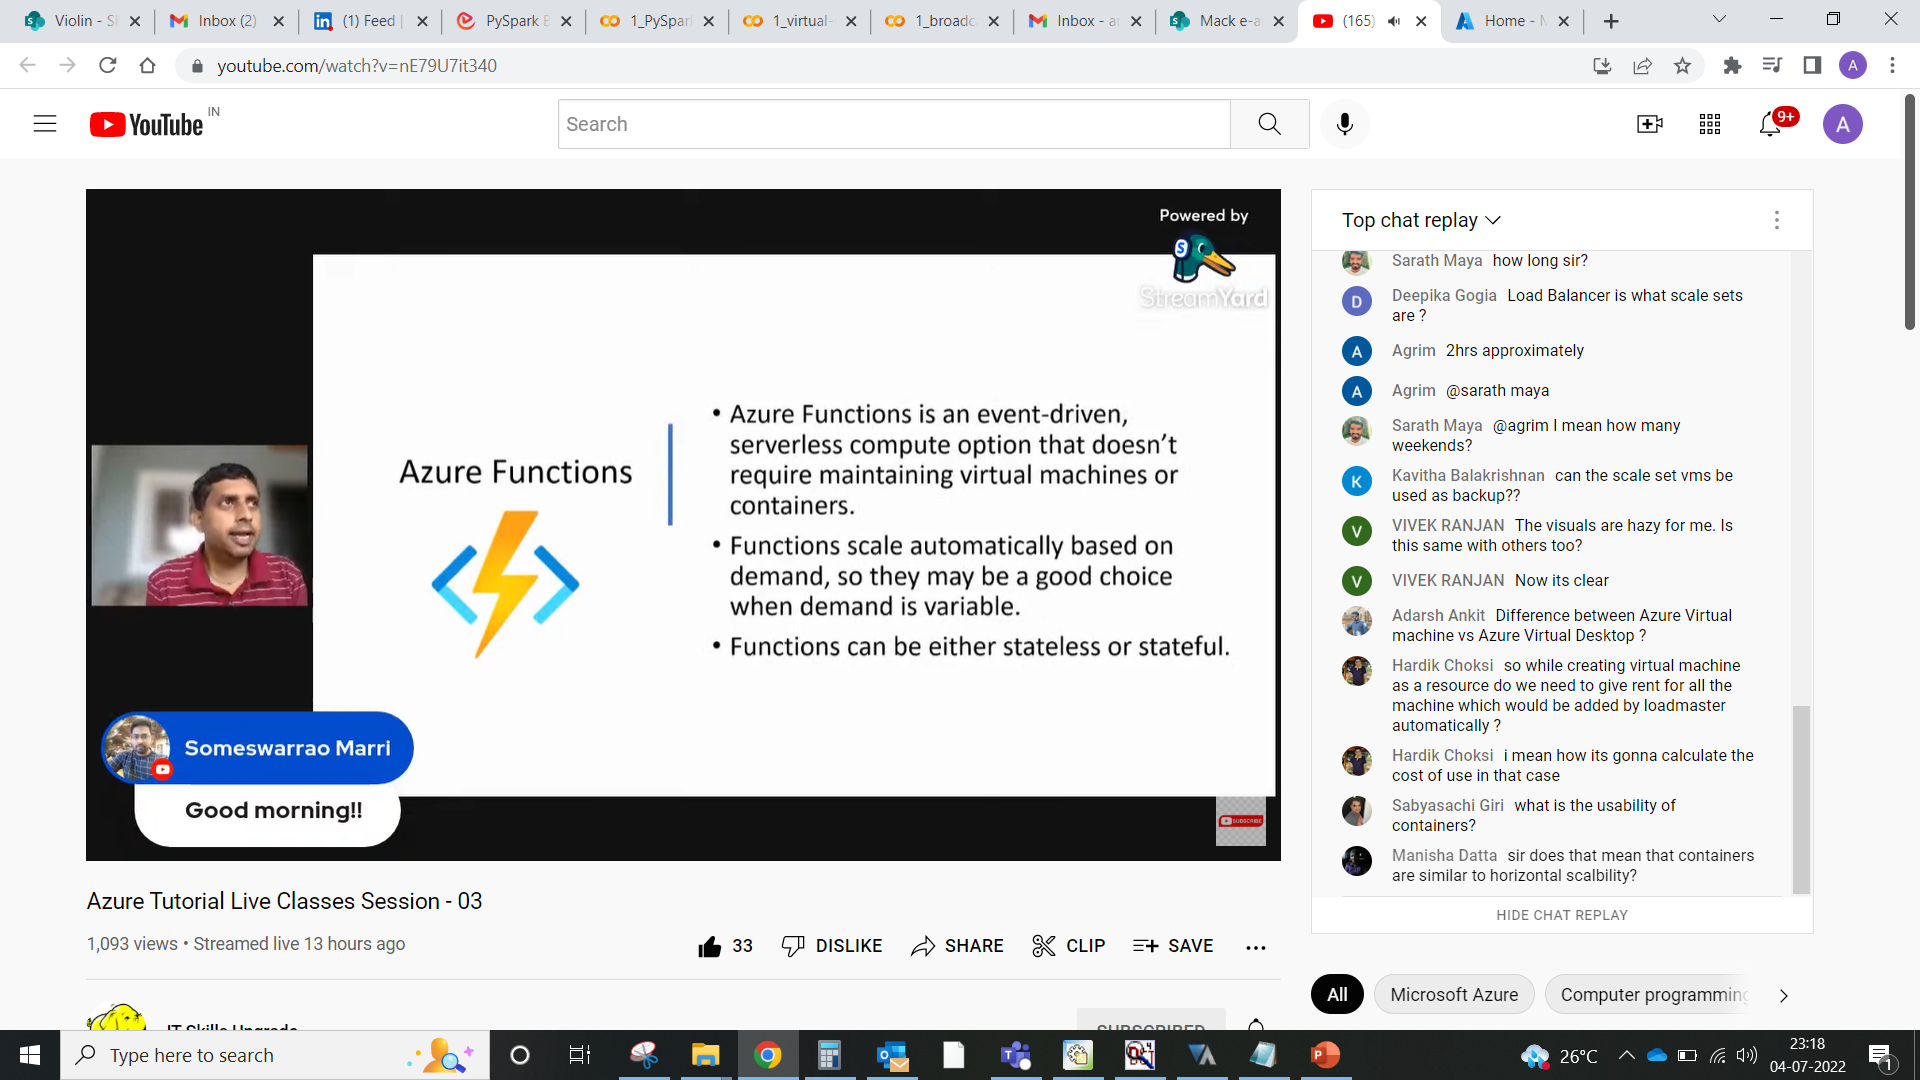 Violin - S
Inbox (2)
(1) Feed |
PySpark B
1_PySpar
1_virtual-
1_broadc
Inbox - a
Mack e-a
(165)
Home - M
youtube.com/watch?v=nE79U7it340
A
YouTube IN
Search
9+
A
Powered by
StreamYard
Azure Functions
• Azure Functions is an event-driven,
serverless compute option that doesn't
require maintaining virtual machines or
containers.
• Functions scale automatically based on
demand, so they may be a good choice
when demand is variable.
• Functions can be either stateless or stateful.
Someswarrao Marri
Good morning!!
SUBSCRIBE
Azure Tutorial Live Classes Session - 03
1,093 views • Streamed live 13 hours ago
33
DISLIKE
SHARE
CLIP
SAVE
IT Skills Upgrade
SUBSCRIBED
Top chat replay
Sarath Maya how long sir?
D
Deepika Gogia Load Balancer is what scale sets
are ?
A
Agrim 2hrs approximately
A
Agrim @sarath maya
Sarath Maya @agrim I mean how many
weekends?
K
Kavitha Balakrishnan can the scale set vms be
used as backup??
V
VIVEK RANJAN The visuals are hazy for me. Is
this same with others too?
V
VIVEK RANJAN Now its clear
Adarsh Ankit Difference between Azure Virtual
machine vs Azure Virtual Desktop ?
Hardik Choksi so while creating virtual machine
as a resource do we need to give rent for all the
machine which would be added by loadmaster
automatically ?
Hardik Choksi i mean how its gonna calculate the
cost of use in that case
Sabyasachi Giri what is the usability of
containers?
Manisha Datta sir does that mean that containers
are similar to horizontal scalbility?
HIDE CHAT REPLAY
All
Microsoft Azure
Computer programming
Type here to search
26°C
23:18
04-07-2022
1